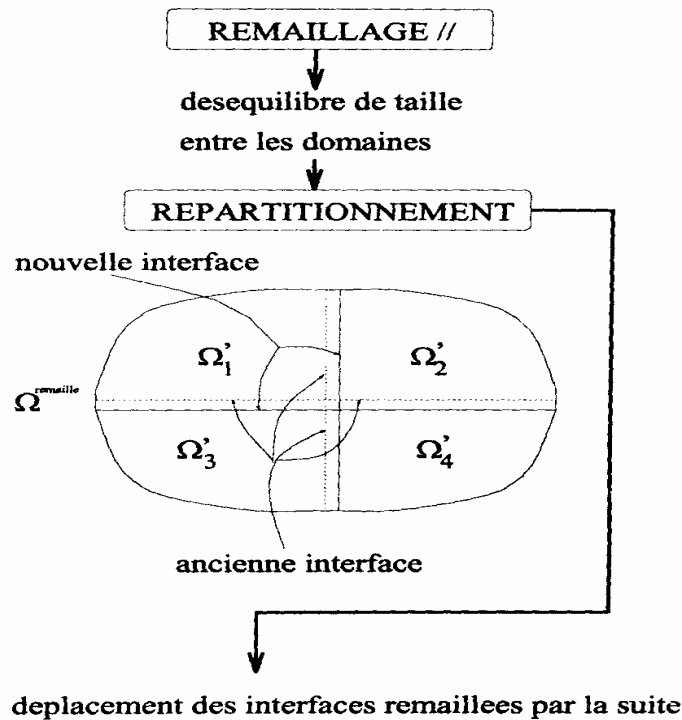 REMAILLAGE //
desequilibre de taille
entre les domaines
REPARTITIONNEMENT
nouvelle interface
Ω'1 Ω'2
Ω remaille
Ω'3 Ω'4
ancienne interface
deplacement des interfaces remaillees par la suite